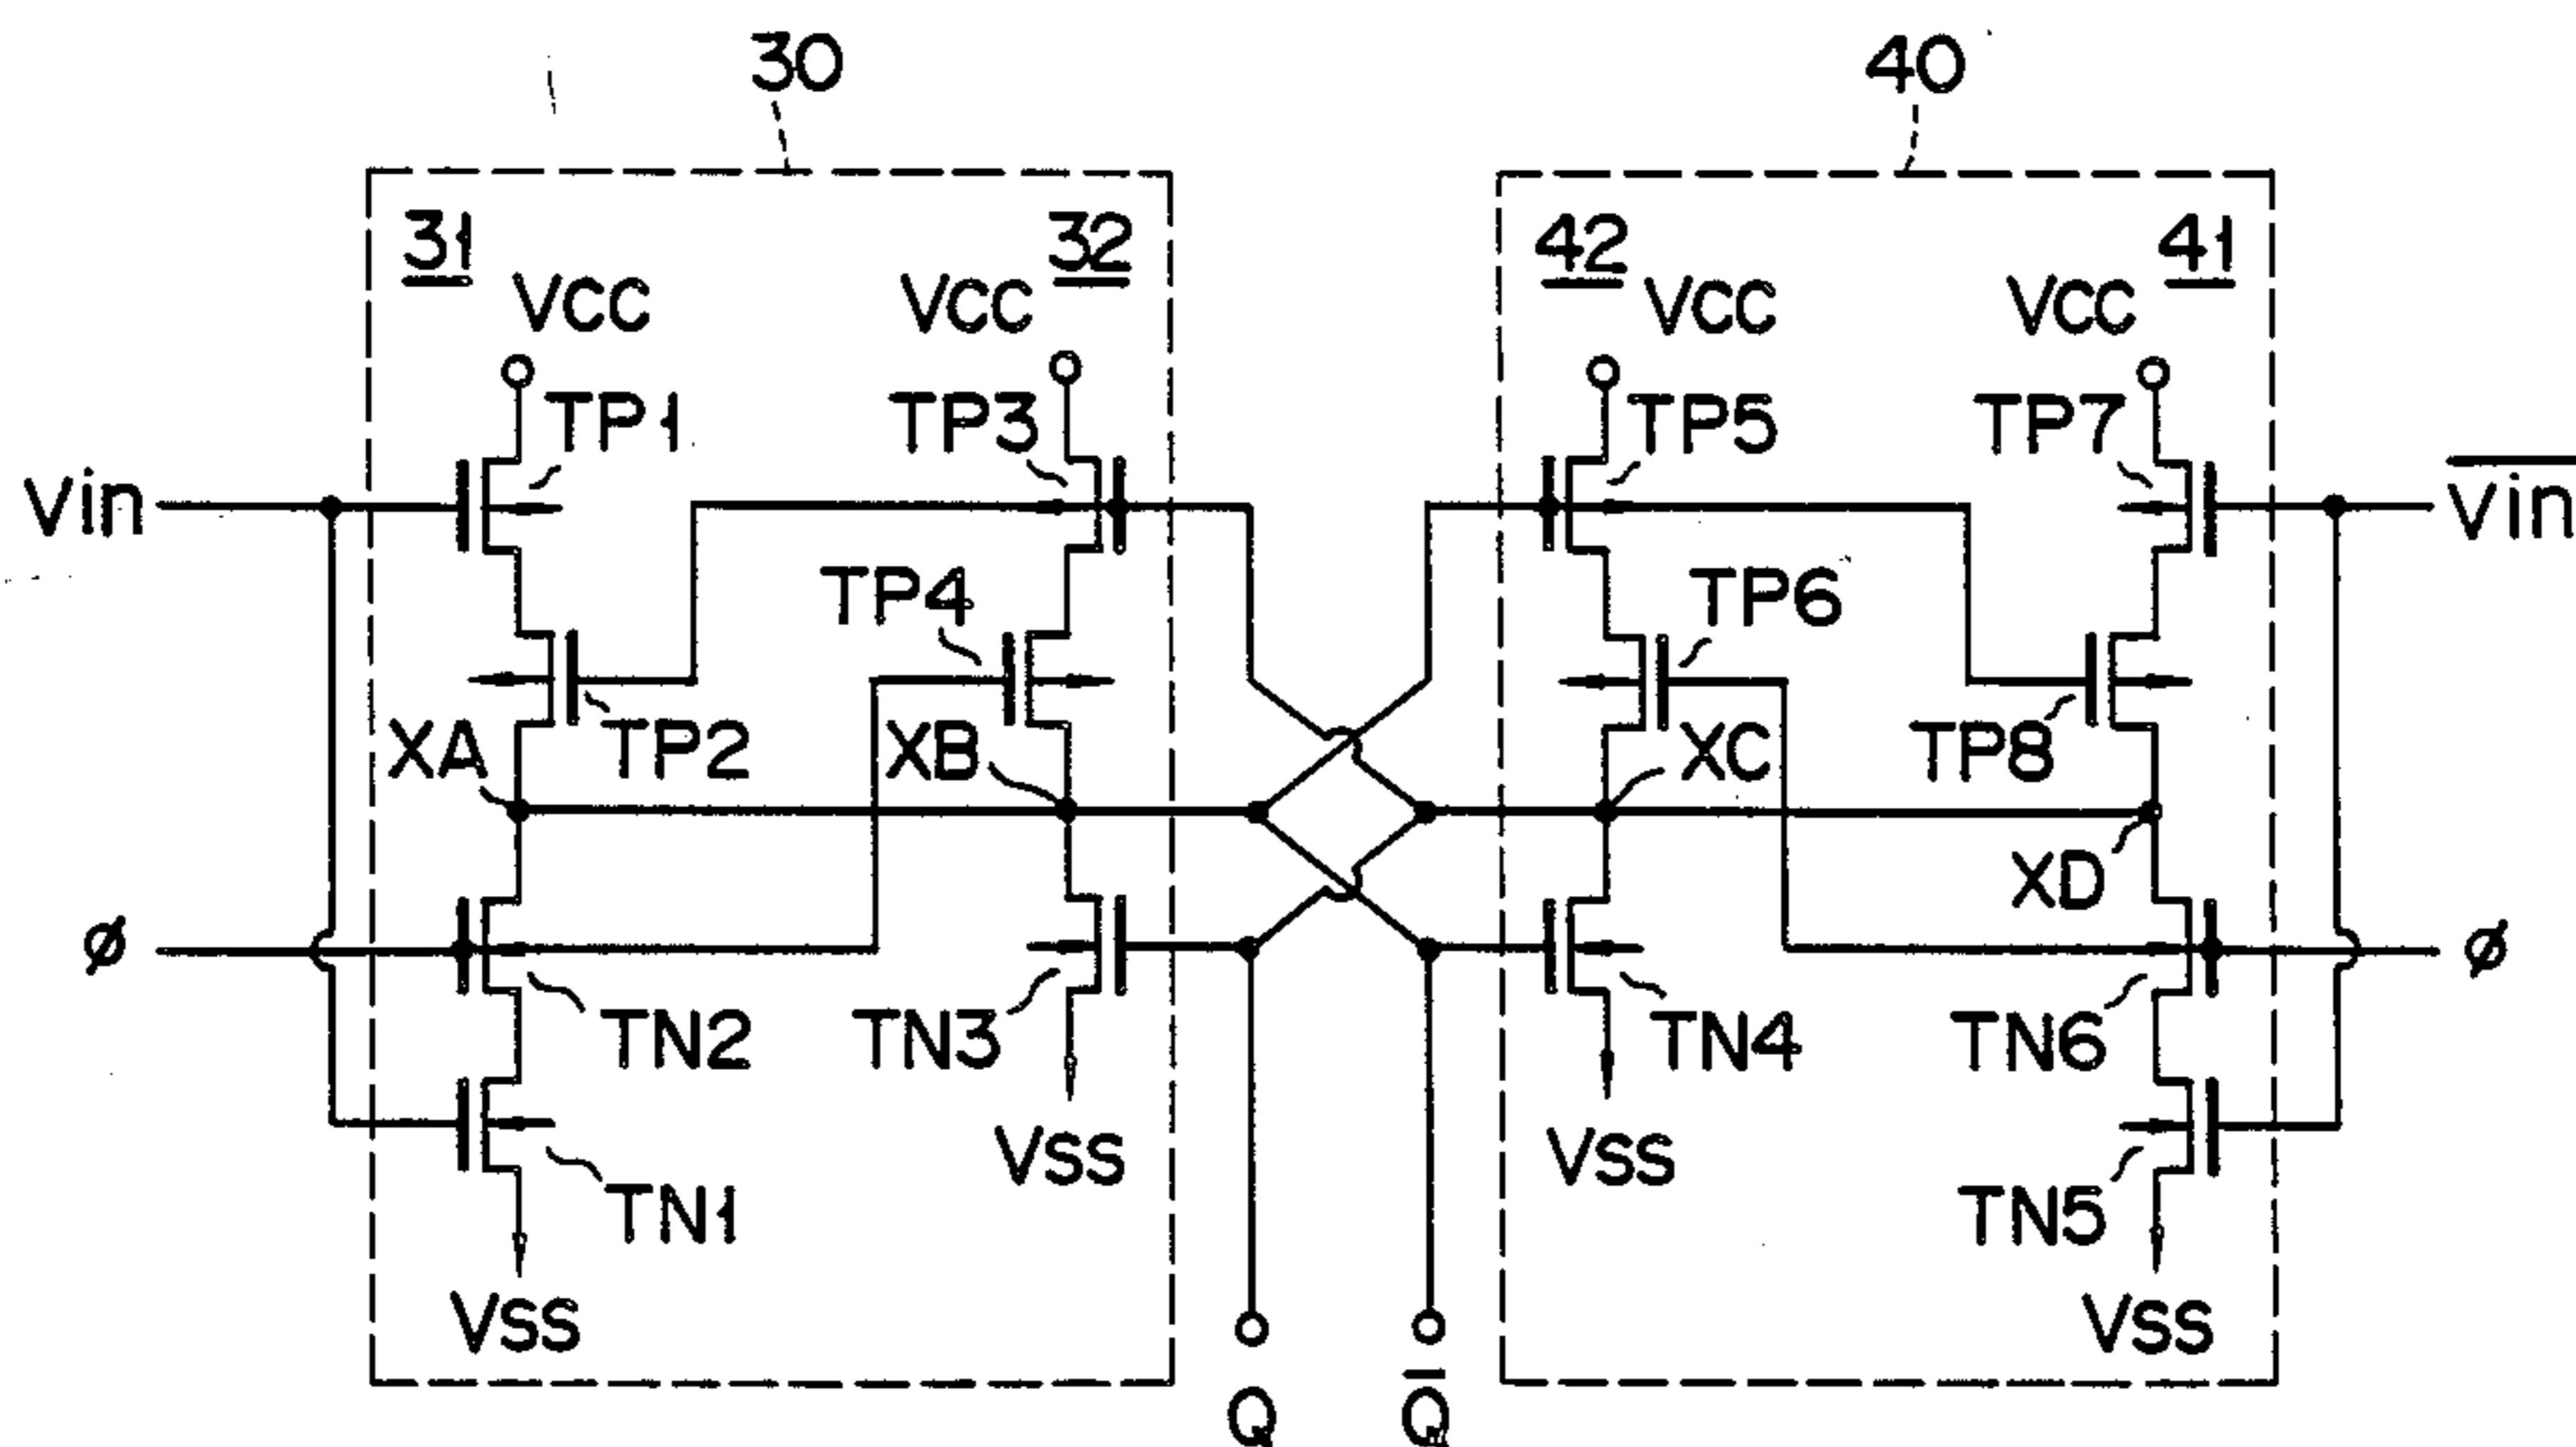 30 40
31 32 42 41
VCC VCC VCC VCC
TP1 TP3 TP5 TP7
Vin V̅i̅n̅
TP4 TP6
XA TP2 XB XC TP8
XD
ø ø
TN2 TN3 TN4 TN6
VSS VSS
TN1 TN5
VSS VSS
Q Q̅